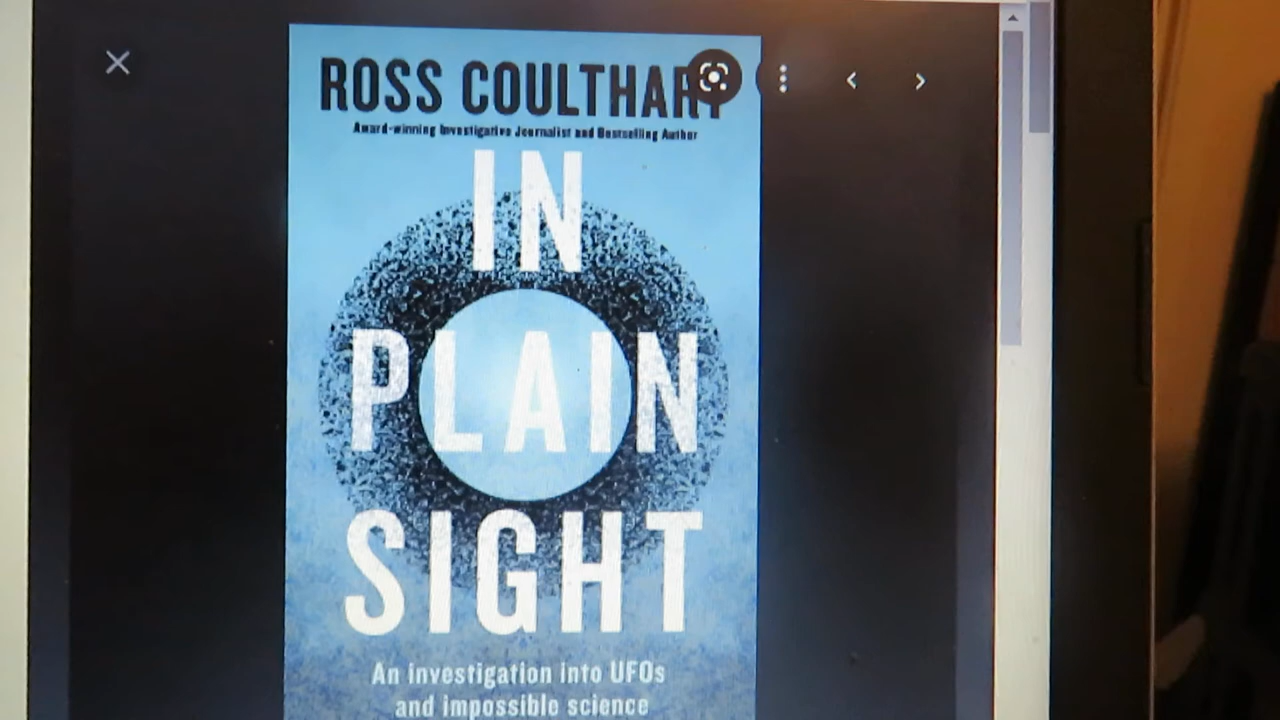 ROSS COULTHART
Award-winning Investigative Journalist and Bestselling Author
IN
PLAIN
SIGHT
An investigation into UFOs
and impossible science